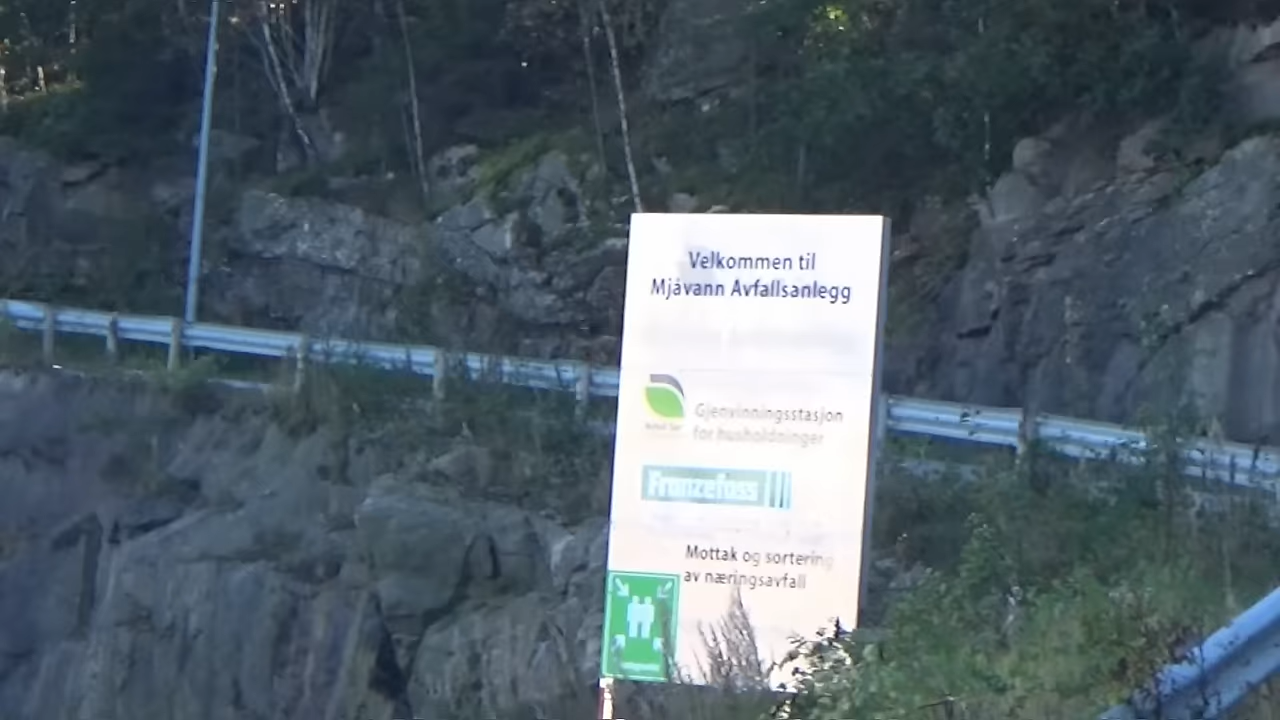 Velkommen til
Mjåvann Avfallsanlegg
Gjenvinningsstasjon
for husholdninger
Franzefoss
Mottak og sortering
av næringsavfall